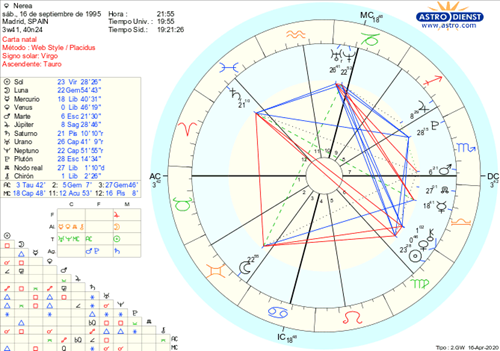 ♀ Nerea
sáb., 16 de septiembre de 1995
Hora : 21:55
Madrid, SPAIN
Tiempo Univ. : 19:55
3w41, 40n24
Tiempo Sid.: 19:21:26
Carta natal
Método : Web Style / Placidus
Signo solar: Virgo
Ascendente: Tauro
ASTRO DIENST
www.astro.com
Sol 23 Vir 28'26"
Luna 22 Gem 54'43"
Mercurio 18 Lib 40'31"
Venus 0 Lib 46'19"
Marte 6 Esc 21'30"
Júpiter 8 Sag 28'46"
Saturno 21 Pis 10'10"r
Urano 26 Cap 41' 9"r
Neptuno 22 Cap 51'55"r
Plutón 28 Esc 14'34"
Nodo real 27 Lib 1'10"d
Quirón 1 Lib 2'26"
AC: 3 Tau 42' 2: 5 Gem 7' 3: 27 Gem 46'
MC: 18 Cap 48' 11: 12 Acu 53' 12: 16 Pis 8'
C F M
F
A
T
Ag
MC
AC
DC
IC
Tipo : 2.GW 16-Apr-2020